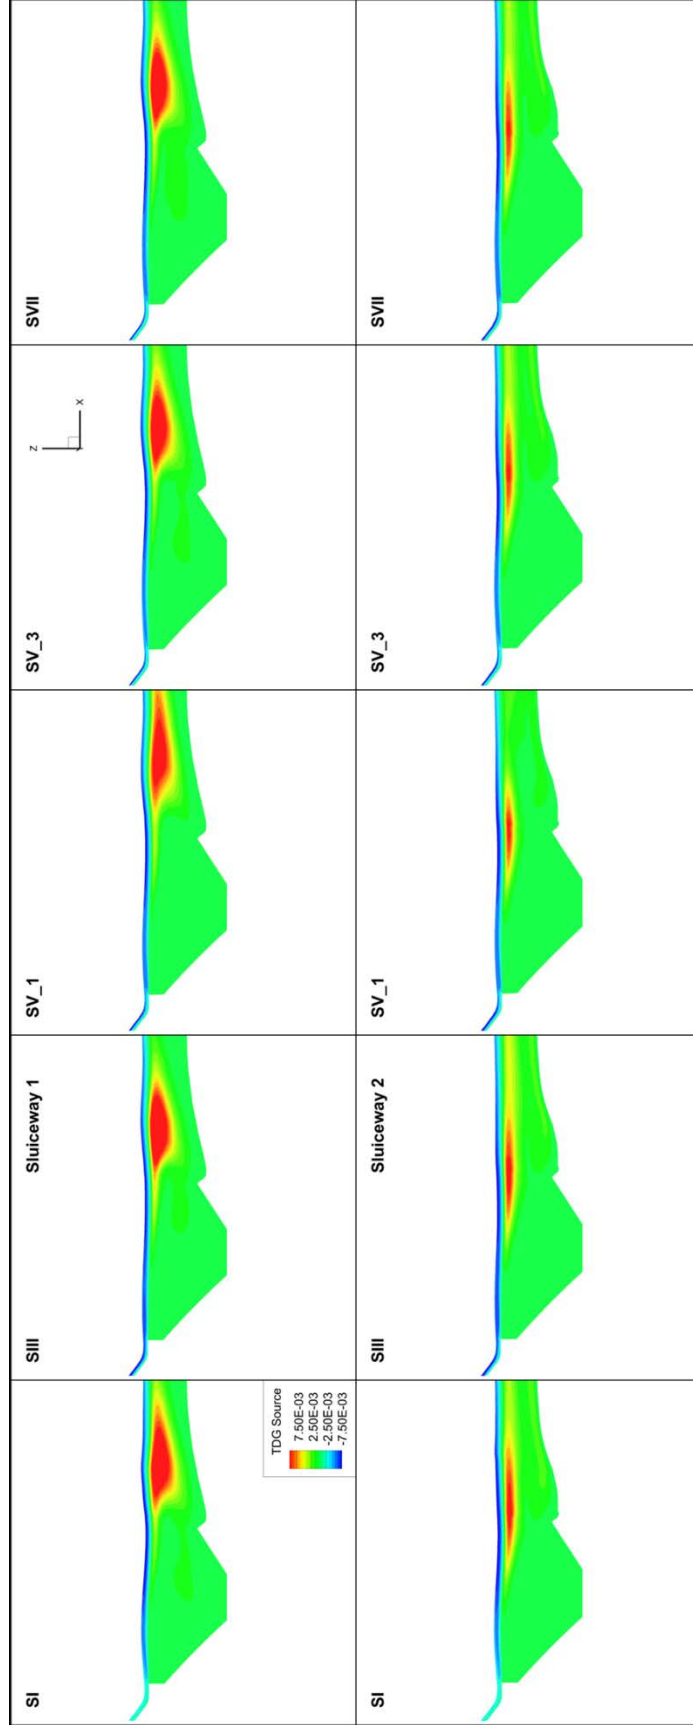 SI
SIII
Sluiceway 1
SV_1
SV_3
SVII
z
x
TDG Source
7.50E-03
2.50E-03
-2.50E-03
-7.50E-03
SI
SIII
Sluiceway 2
SV_1
SV_3
SVII